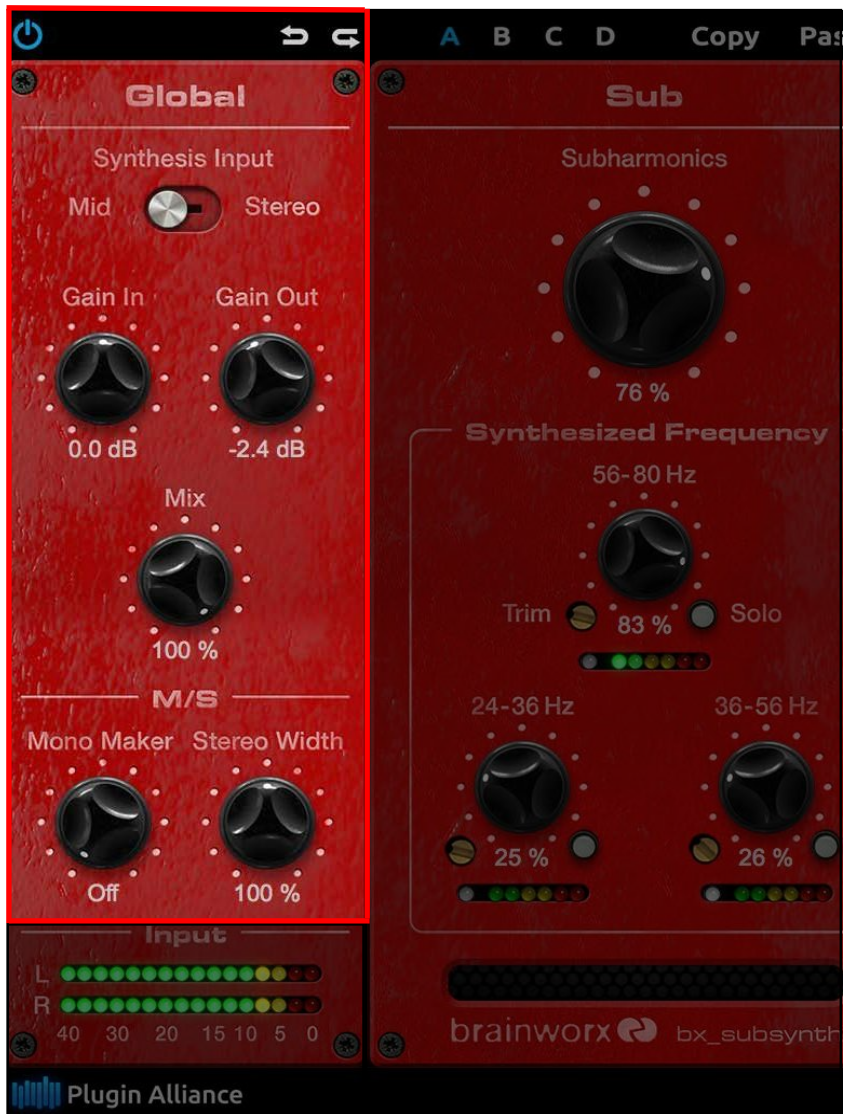 A B C D Copy Pas
Global
Synthesis Input
Mid Stereo
Gain In Gain Out
0.0 dB -2.4 dB
Mix
100 %
M/S
Mono Maker Stereo Width
Off 100 %
Input
L
R
40 30 20 15 10 5 0
Sub
Subharmonics
76 %
Synthesized Frequency
56-80 Hz
Trim 83 % Solo
24-36 Hz 36-56 Hz
25 % 26 %
brainworx bx_subsynth
Plugin Alliance